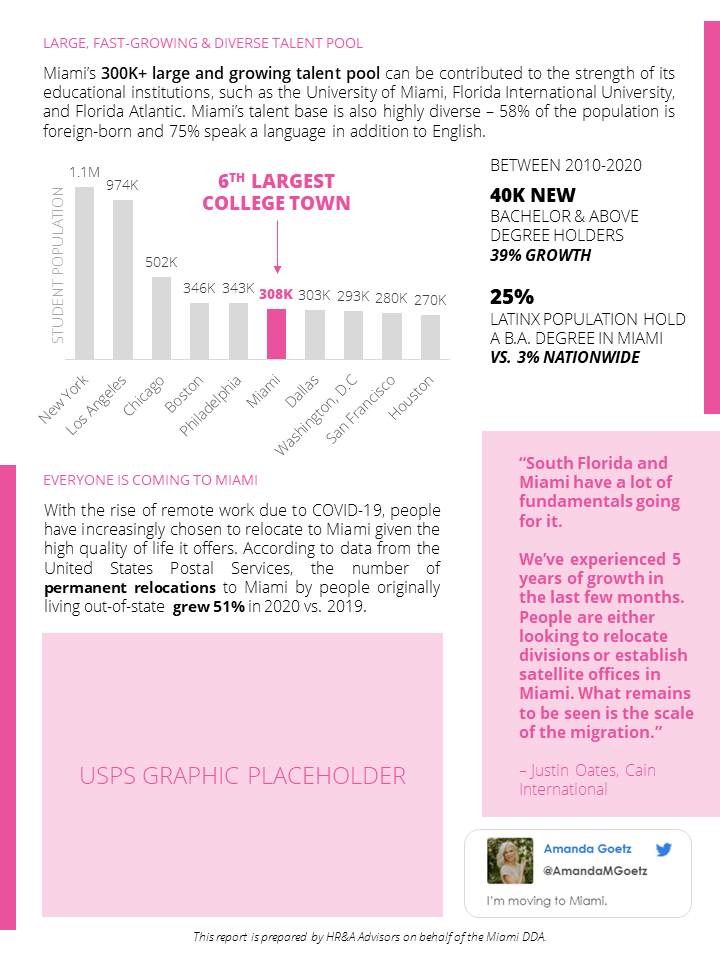 LARGE, FAST-GROWING & DIVERSE TALENT POOL
Miami’s 300K+ large and growing talent pool can be contributed to the strength of its
educational institutions, such as the University of Miami, Florida International University,
and Florida Atlantic. Miami’s talent base is also highly diverse – 58% of the population is
foreign-born and 75% speak a language in addition to English.
STUDENT POPULATION
1.1M
974K
502K
346K
343K
308K
303K
293K
280K
270K
6TH LARGEST
COLLEGE TOWN
New York
Los Angeles
Chicago
Boston
Philadelphia
Miami
Dallas
Washington, D.C
San Francisco
Houston
BETWEEN 2010-2020
40K NEW
BACHELOR & ABOVE
DEGREE HOLDERS
39% GROWTH
25%
LATINX POPULATION HOLD
A B.A. DEGREE IN MIAMI
VS. 3% NATIONWIDE
EVERYONE IS COMING TO MIAMI
With the rise of remote work due to COVID-19, people
have increasingly chosen to relocate to Miami given the
high quality of life it offers. According to data from the
United States Postal Services, the number of
permanent relocations to Miami by people originally
living out-of-state grew 51% in 2020 vs. 2019.
USPS GRAPHIC PLACEHOLDER
“South Florida and
Miami have a lot of
fundamentals going
for it.
We’ve experienced 5
years of growth in
the last few months.
People are either
looking to relocate
divisions or establish
satellite offices in
Miami. What remains
to be seen is the scale
of the migration.”
– Justin Oates, Cain
International
Amanda Goetz
@AmandaMGoetz
I’m moving to Miami.
This report is prepared by HR&A Advisors on behalf of the Miami DDA.